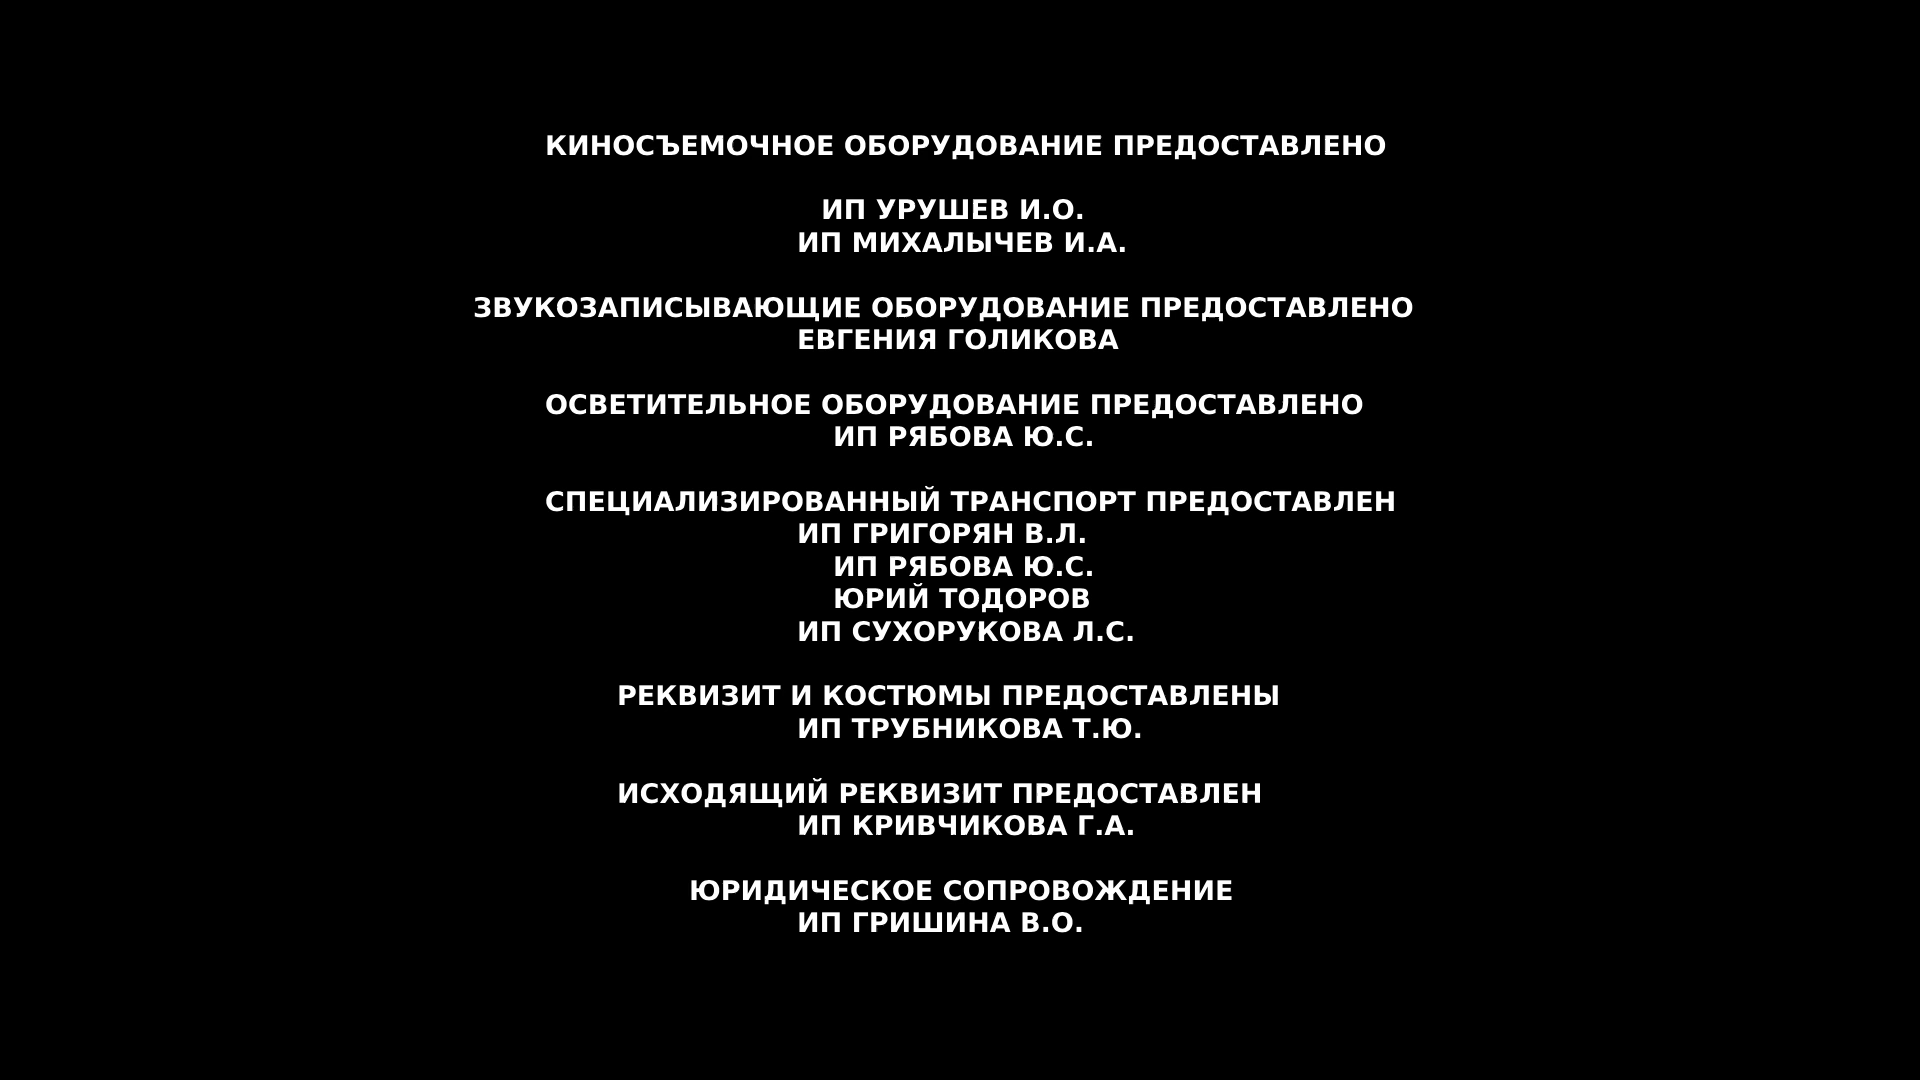 КИНОСЪЕМОЧНОЕ ОБОРУДОВАНИЕ ПРЕДОСТАВЛЕНО
ИП УРУШЕВ И.О.
ИП МИХАЛЫЧЕВ И.А.
ЗВУКОЗАПИСЫВАЮЩИЕ ОБОРУДОВАНИЕ ПРЕДОСТАВЛЕНО
ЕВГЕНИЯ ГОЛИКОВА
ОСВЕТИТЕЛЬНОЕ ОБОРУДОВАНИЕ ПРЕДОСТАВЛЕНО
ИП РЯБОВА Ю.С.
СПЕЦИАЛИЗИРОВАННЫЙ ТРАНСПОРТ ПРЕДОСТАВЛЕН
ИП ГРИГОРЯН В.Л.
ИП РЯБОВА Ю.С.
ЮРИЙ ТОДОРОВ
ИП СУХОРУКОВА Л.С.
РЕКВИЗИТ И КОСТЮМЫ ПРЕДОСТАВЛЕНЫ
ИП ТРУБНИКОВА Т.Ю.
ИСХОДЯЩИЙ РЕКВИЗИТ ПРЕДОСТАВЛЕН
ИП КРИВЧИКОВА Г.А.
ЮРИДИЧЕСКОЕ СОПРОВОЖДЕНИЕ
ИП ГРИШИНА В.О.